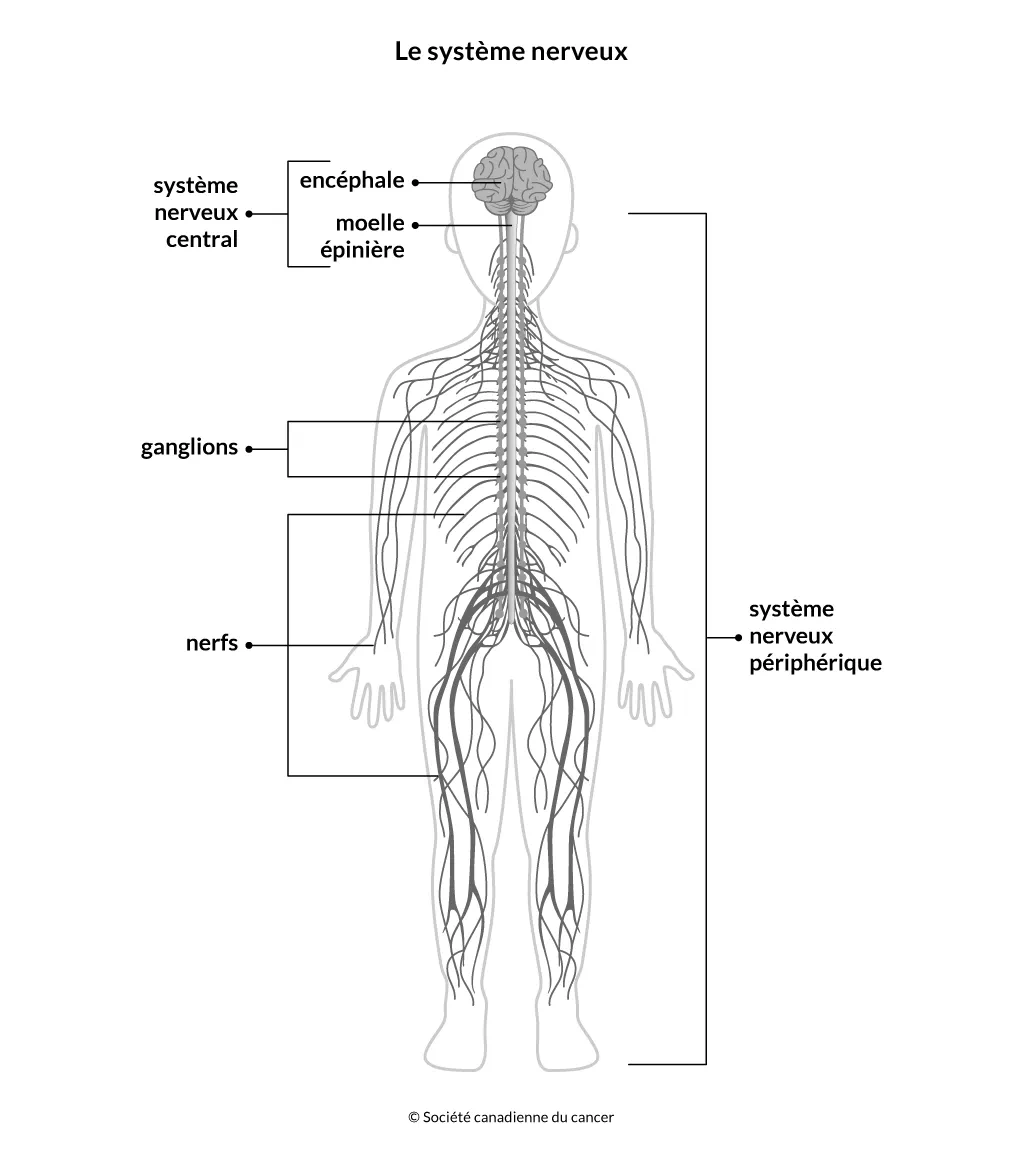 Le système nerveux
système
nerveux
central
encéphale
moelle
épinière
ganglions
nerfs
système
nerveux
périphérique
© Société canadienne du cancer